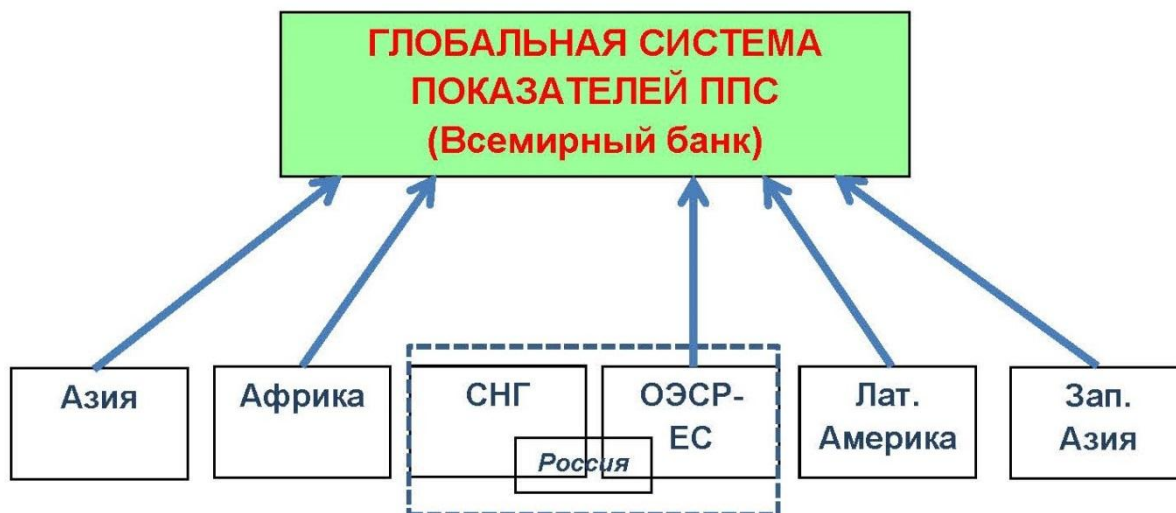 ГЛОБАЛЬНАЯ СИСТЕМА
ПОКАЗАТЕЛЕЙ ППС
(Всемирный банк)
Азия
Африка
СНГ
ОЭСР-
ЕС
Россия
Лат.
Америка
Зап.
Азия